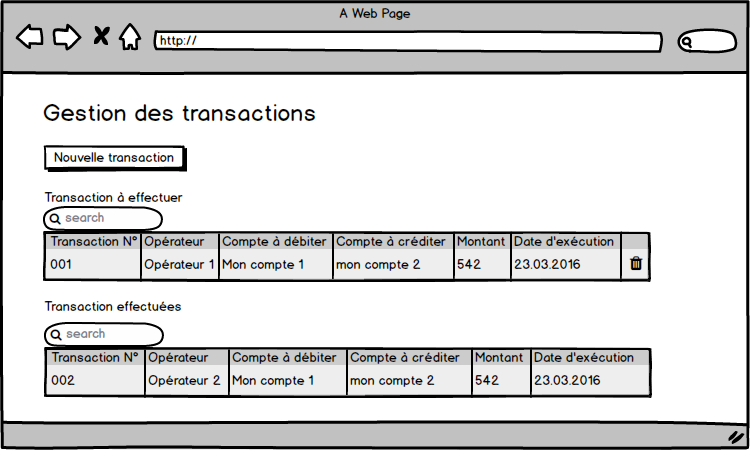 A Web Page
http://
Gestion des transactions
Nouvelle transaction
Transaction à effectuer
search
Transaction N° Opérateur Compte à débiter Compte à créditer Montant Date d'exécution
001 Opérateur 1 Mon compte 1 mon compte 2 542 23.03.2016
Transaction effectuées
search
Transaction N° Opérateur Compte à débiter Compte à créditer Montant Date d'exécution
002 Opérateur 2 Mon compte 1 mon compte 2 542 23.03.2016